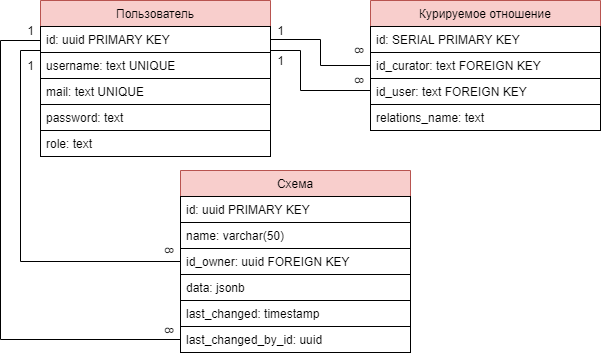 Пользователь
id: uuid PRIMARY KEY
username: text UNIQUE
mail: text UNIQUE
password: text
role: text
1
1
1
1
∞
∞
Курируемое отношение
id: SERIAL PRIMARY KEY
id_curator: text FOREIGN KEY
id_user: text FOREIGN KEY
relations_name: text
Схема
id: uuid PRIMARY KEY
name: varchar(50)
id_owner: uuid FOREIGN KEY
data: jsonb
last_changed: timestamp
last_changed_by_id: uuid
∞
∞